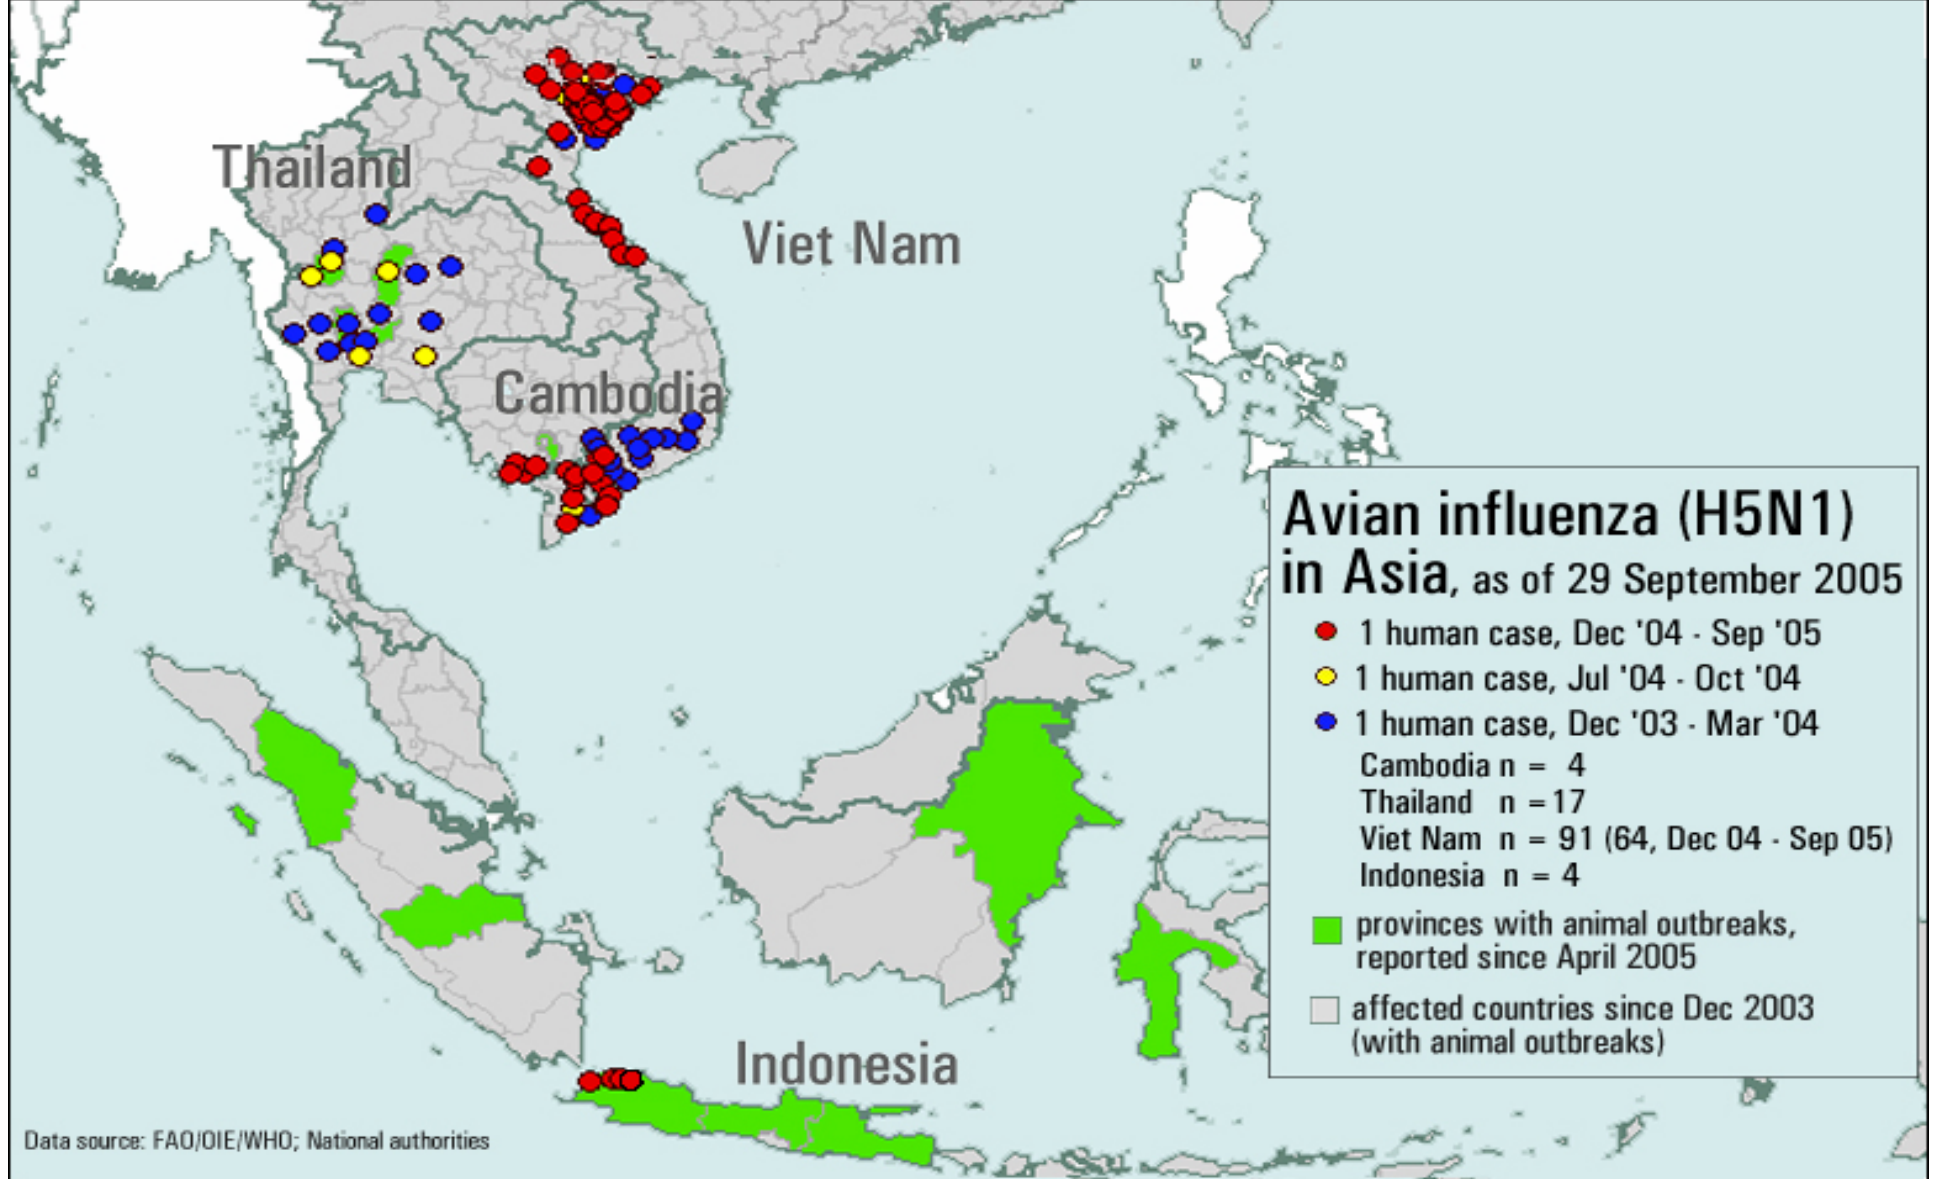 Thailand
Viet Nam
Cambodia
Indonesia
Avian influenza (H5N1)
in Asia, as of 29 September 2005
1 human case, Dec '04 - Sep '05
1 human case, Jul '04 - Oct '04
1 human case, Dec '03 - Mar '04
Cambodia n = 4
Thailand n = 17
Viet Nam n = 91 (64, Dec 04 - Sep 05)
Indonesia n = 4
provinces with animal outbreaks,
reported since April 2005
affected countries since Dec 2003
(with animal outbreaks)
Data source: FAO/OIE/WHO; National authorities